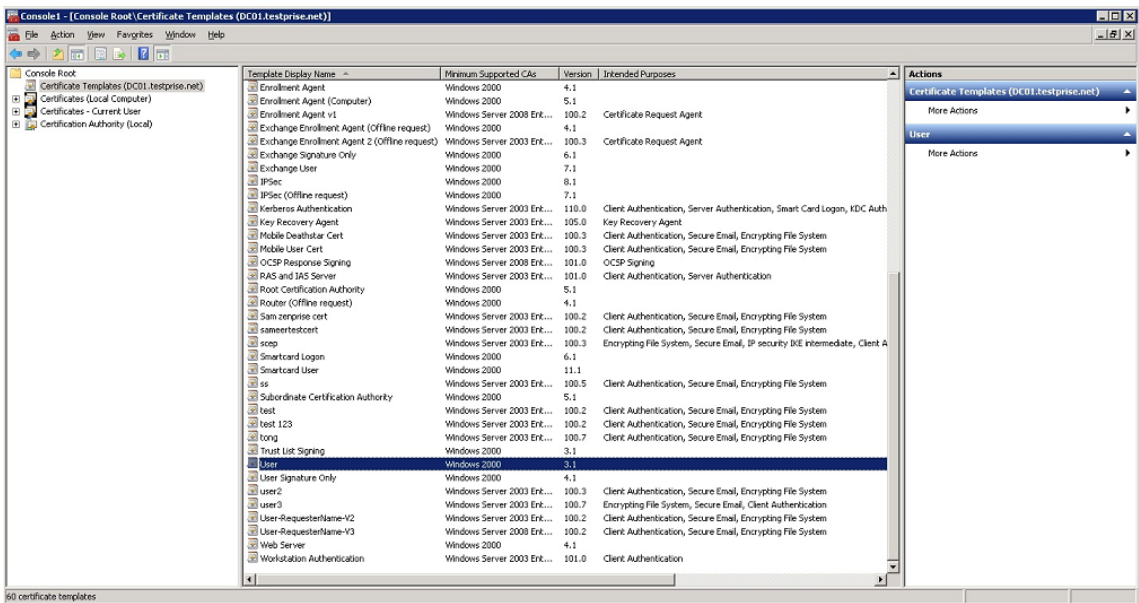 Console1 - [Console Root\Certificate Templates (DC01.testprise.net)]
File Action View Favorites Window Help
Console Root
Certificate Templates (DC01.testprise.net)
Certificates (Local Computer)
Certificates - Current User
Certification Authority (Local)
Template Display Name Minimum Supported CAs Version Intended Purposes
Enrollment Agent Windows 2000 4.1
Enrollment Agent (Computer) Windows 2000 5.1
Enrollment Agent v1 Windows Server 2008 Ent... 100.2 Certificate Request Agent
Exchange Enrollment Agent (Offline request) Windows 2000 4.1
Exchange Enrollment Agent 2 (Offline request) Windows Server 2003 Ent... 100.3 Certificate Request Agent
Exchange Signature Only Windows 2000 6.1
Exchange User Windows 2000 7.1
IPSec Windows 2000 8.1
IPSec (Offline request) Windows 2000 7.1
Kerberos Authentication Windows Server 2003 Ent... 110.0 Client Authentication, Server Authentication, Smart Card Logon, KDC Auth
Key Recovery Agent Windows Server 2003 Ent... 105.0 Key Recovery Agent
Mobile Deathstar Cert Windows Server 2003 Ent... 100.3 Client Authentication, Secure Email, Encrypting File System
Mobile User Cert Windows Server 2003 Ent... 100.3 Client Authentication, Secure Email, Encrypting File System
OCSP Response Signing Windows Server 2008 Ent... 101.0 OCSP Signing
RAS and IAS Server Windows Server 2003 Ent... 101.0 Client Authentication, Server Authentication
Root Certification Authority Windows 2000 5.1
Router (Offline request) Windows 2000 4.1
Sam zenprise cert Windows Server 2003 Ent... 100.2 Client Authentication, Secure Email, Encrypting File System
sameertestcert Windows Server 2003 Ent... 100.2 Client Authentication, Secure Email, Encrypting File System
scep Windows Server 2003 Ent... 100.3 Encrypting File System, Secure Email, IP security IKE intermediate, Client A
Smartcard Logon Windows 2000 6.1
Smartcard User Windows 2000 11.1
ss Windows Server 2003 Ent... 100.5 Client Authentication, Secure Email, Encrypting File System
Subordinate Certification Authority Windows 2000 5.1
test Windows Server 2003 Ent... 100.2 Client Authentication, Secure Email, Encrypting File System
test 123 Windows Server 2003 Ent... 100.2 Client Authentication, Secure Email, Encrypting File System
tong Windows Server 2003 Ent... 100.7 Client Authentication, Secure Email, Encrypting File System
Trust List Signing Windows 2000 3.1
User Windows 2000 3.1
User Signature Only Windows 2000 4.1
user2 Windows Server 2003 Ent... 100.3 Client Authentication, Secure Email, Encrypting File System
user3 Windows Server 2003 Ent... 100.7 Encrypting File System, Secure Email, Client Authentication
User-RequesterName-V2 Windows Server 2003 Ent... 100.2 Client Authentication, Secure Email, Encrypting File System
User-RequesterName-V3 Windows Server 2008 Ent... 100.2 Client Authentication, Secure Email, Encrypting File System
Web Server Windows 2000 4.1
Workstation Authentication Windows Server 2003 Ent... 101.0 Client Authentication
Actions
Certificate Templates (DC01.testprise.net)
More Actions
User
More Actions
60 certificate templates